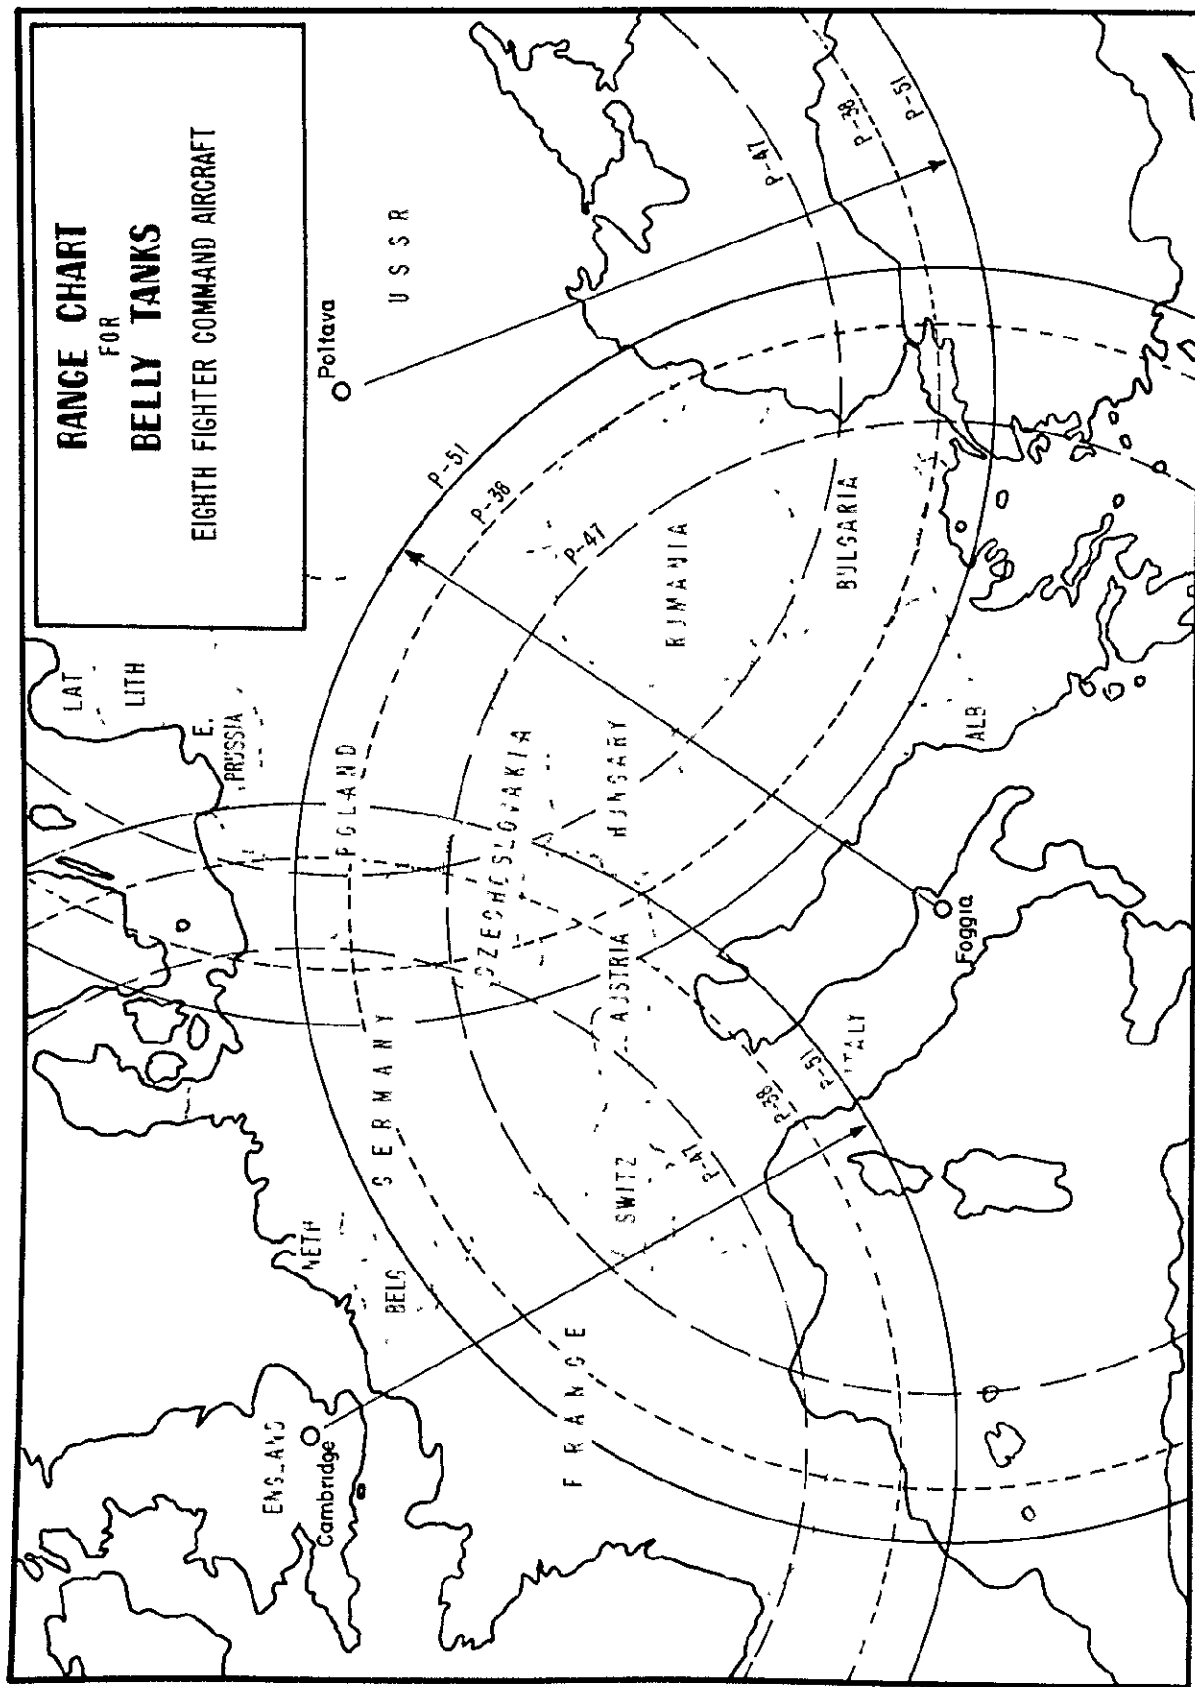 RANGE CHART
FOR
BELLY TANKS
EIGHTH FIGHTER COMMAND AIRCRAFT
LAT
LITH
E.
PRUSSIA
USSR
Poltava
ENGLAND
Cambridge
NETH
BELG
GERMANY
POLAND
P-51
P-38
P-47
CZECHOSLOVAKIA
FRANCE
SWITZ
AUSTRIA
HUNGARY
RUMANIA
BULGARIA
P-47
P-38
P-51
P-47
P-38
P-51
ITALY
Foggia
ALB